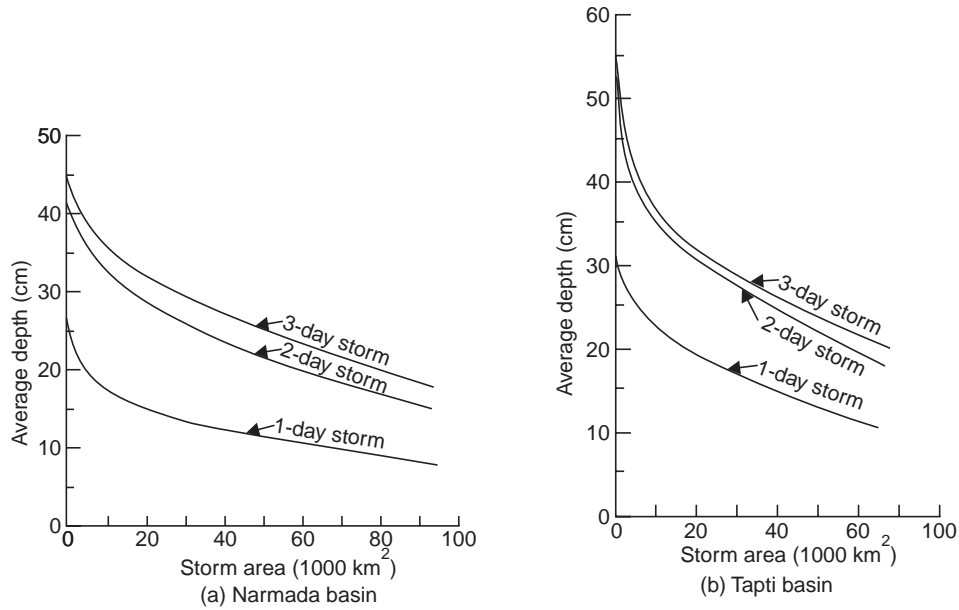 50
40
30
20
10
0
Average depth (cm)
3-day storm
2-day storm
1-day storm
0 20 40 60 80 100
Storm area (1000 km²)
(a) Narmada basin
60
50
40
30
20
10
0
Average depth (cm)
3-day storm
2-day storm
1-day storm
0 20 40 60 80 100
Storm area (1000 km²)
(b) Tapti basin